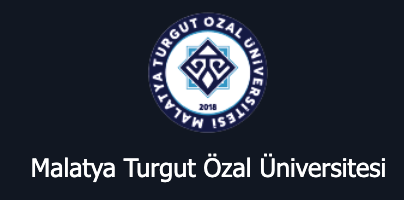 MALATYA TURGUT ÖZAL ÜNİVERSİTESİ
2018
Malatya Turgut Özal Üniversitesi